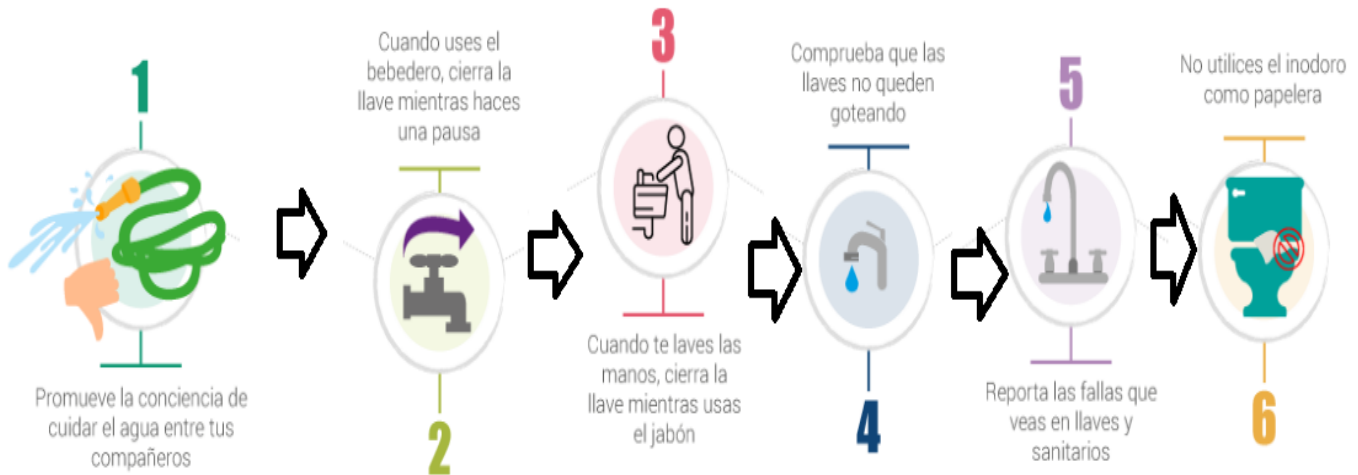 1
Promueve la conciencia de
cuidar el agua entre tus
compañeros
Cuando uses el
bebedero, cierra la
llave mientras haces
una pausa
2
3
Cuando te laves las
manos, cierra la
llave mientras usas
el jabón
Comprueba que las
llaves no queden
goteando
4
5
Reporta las fallas que
veas en llaves y
sanitarios
No utilices el inodoro
como papelera
6